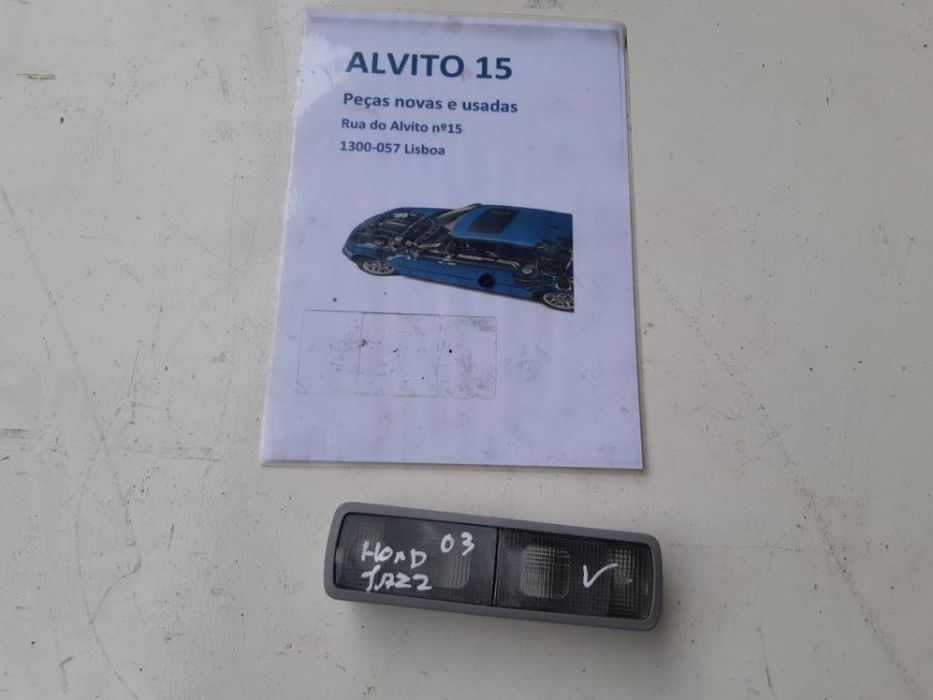 ALVITO 15
Peças novas e usadas
Rua do Alvito nº15
1300-057 Lisboa
HOND 03
JAZZ V